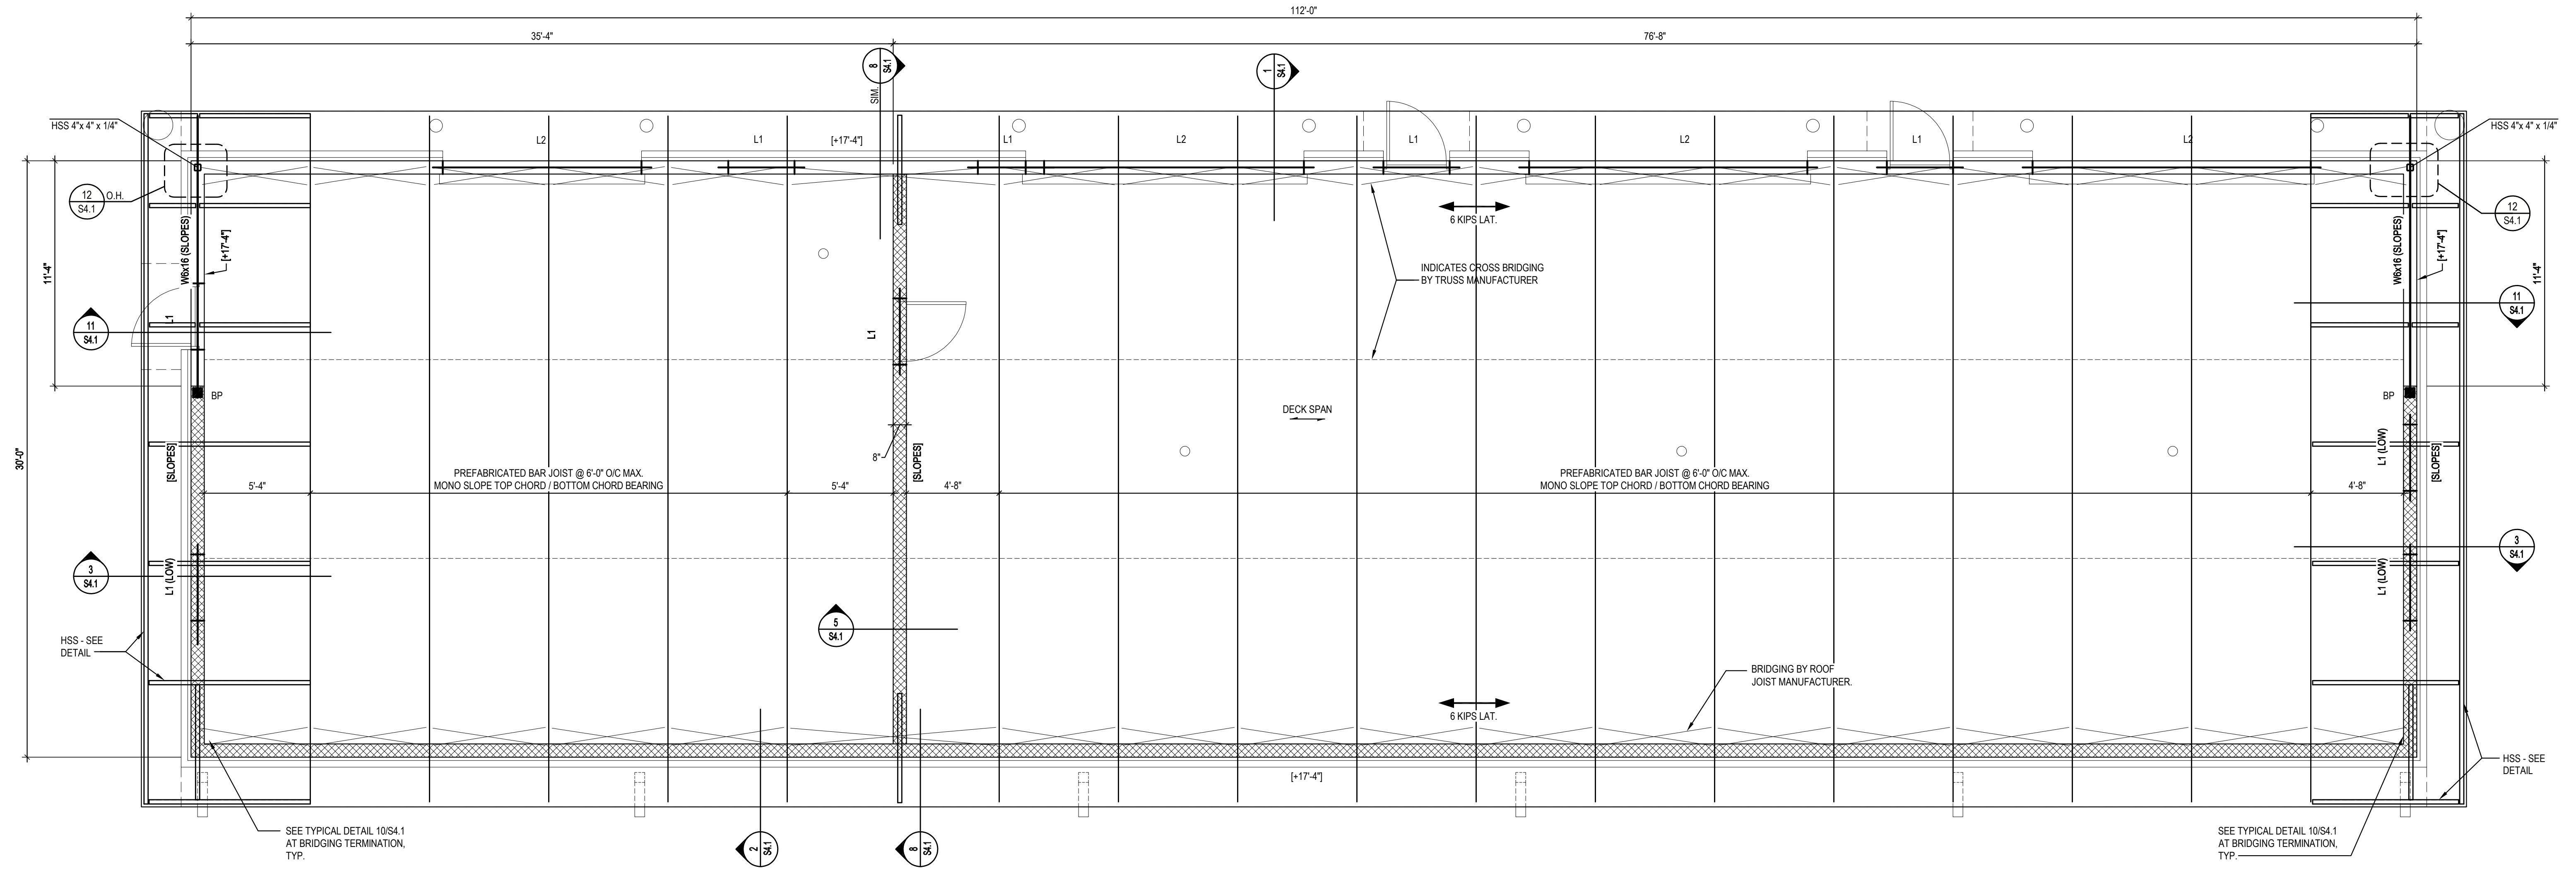 112'-0"
35'-4"
76'-8"
8
S4.1
SIM.
1
S4.1
HSS 4"x 4" x 1/4"
HSS 4"x 4" x 1/4"
L2
L1
[+17'-4"]
L1
L2
L1
L2
L1
L2
12
S4.1
O.H.
12
S4.1
6 KIPS LAT.
W6x16 (SLOPES)
[+17'-4"]
W6x16 (SLOPES)
[+17'-4"]
11'-4"
11'-4"
INDICATES CROSS BRIDGING
BY TRUSS MANUFACTURER
11
S4.1
L1
L1
11
S4.1
BP
BP
DECK SPAN
30'-0"
[SLOPES]
8"
[SLOPES]
L1 (LOW)
[SLOPES]
PREFABRICATED BAR JOIST @ 6'-0" O/C MAX.
MONO SLOPE TOP CHORD / BOTTOM CHORD BEARING
PREFABRICATED BAR JOIST @ 6'-0" O/C MAX.
MONO SLOPE TOP CHORD / BOTTOM CHORD BEARING
5'-4"
5'-4"
4'-8"
4'-8"
3
S4.1
L1 (LOW)
L1 (LOW)
3
S4.1
5
S4.1
HSS - SEE
DETAIL
BRIDGING BY ROOF
JOIST MANUFACTURER.
6 KIPS LAT.
HSS - SEE
DETAIL
[+17'-4"]
SEE TYPICAL DETAIL 10/S4.1
AT BRIDGING TERMINATION,
TYP.
2
S4.1
8
S4.1
SEE TYPICAL DETAIL 10/S4.1
AT BRIDGING TERMINATION,
TYP.